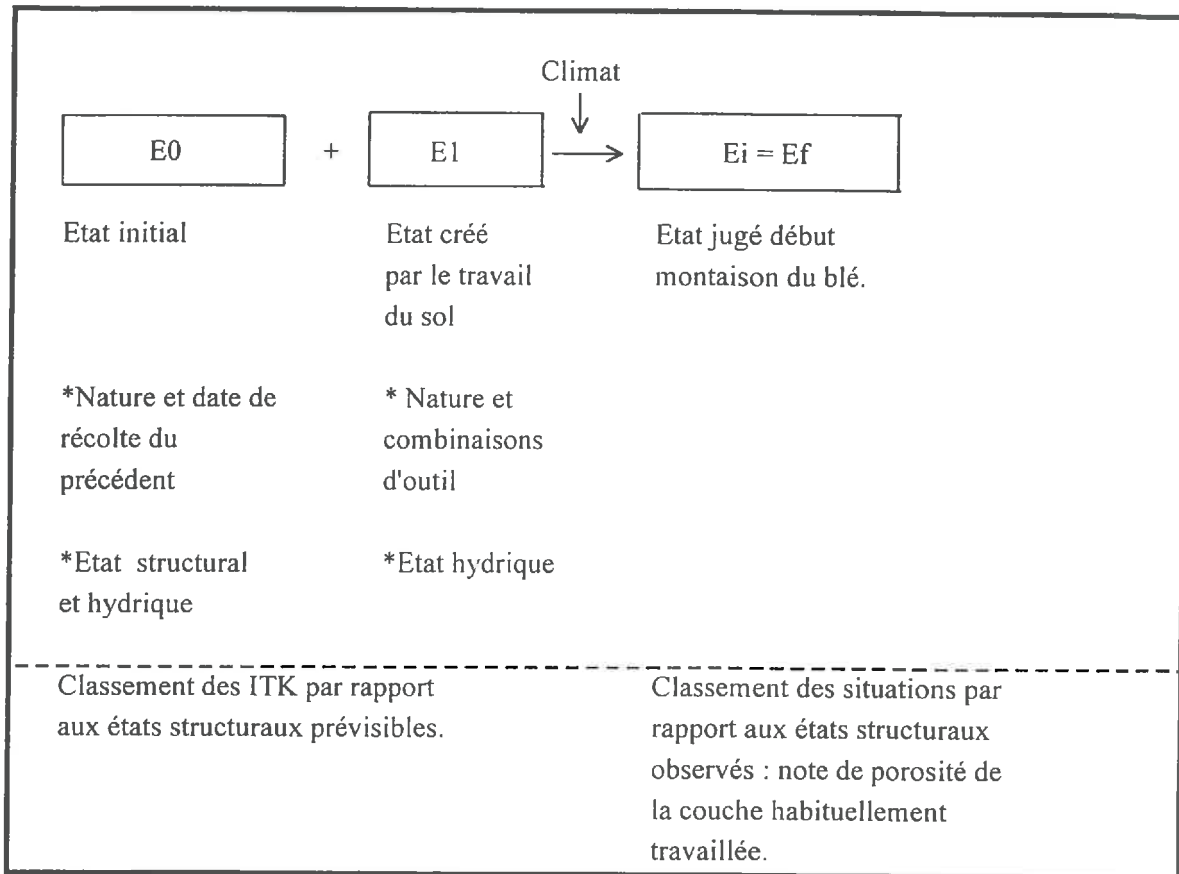 Climat
E0 + E1 Ei = Ef
Etat initial
Etat créé
par le travail
du sol
Etat jugé début
montaison du blé.
*Nature et date de
récolte du
précédent
* Nature et
combinaisons
d'outil
*Etat structural
et hydrique
*Etat hydrique
Classement des ITK par rapport
aux états structuraux prévisibles.
Classement des situations par
rapport aux états structuraux
observés : note de porosité de
la couche habituellement
travaillée.